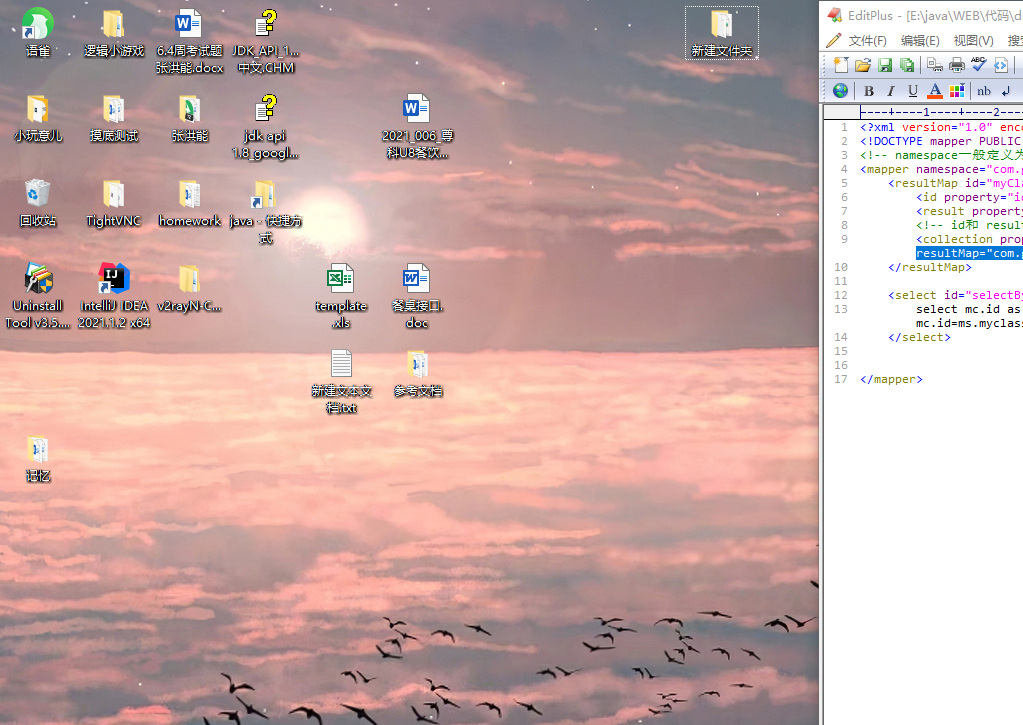 语雀
逻辑小游戏
6.4周考试题
张洪能.docx
JDK_API_1...
中文.CHM
新建文件夹
小玩意儿
摸底测试
张洪能
jdk api
1.8_googl...
2021_006_尊
科U8餐饮...
回收站
TightVNC
homework
java - 快捷方
式
Uninstall
Tool v3.5....
IntelliJ IDEA
2021.1.2 x64
v2rayN-C...
template
.xls
餐桌接口.
doc
新建文本文
档.txt
参考文档
记忆
EditPlus - [E:\java\WEB\代码\d
文件(F) 编辑(E) 视图(V) 搜
B I U A nb
----+----1----+----2----
1 <?xml version="1.0" enco
2 <!DOCTYPE mapper PUBLIC
3 <!-- namespace一般定义为
4 <mapper namespace="com.g
5 <resultMap id="myCla
6 <id property="ic
7 <result property
8 <!-- id和 result
9 <collection prop
resultMap="com.g
10 </resultMap>
11
12 <select id="selectBy
13 select mc.id as
mc.id=ms.myclass
14 </select>
15
16
17 </mapper>